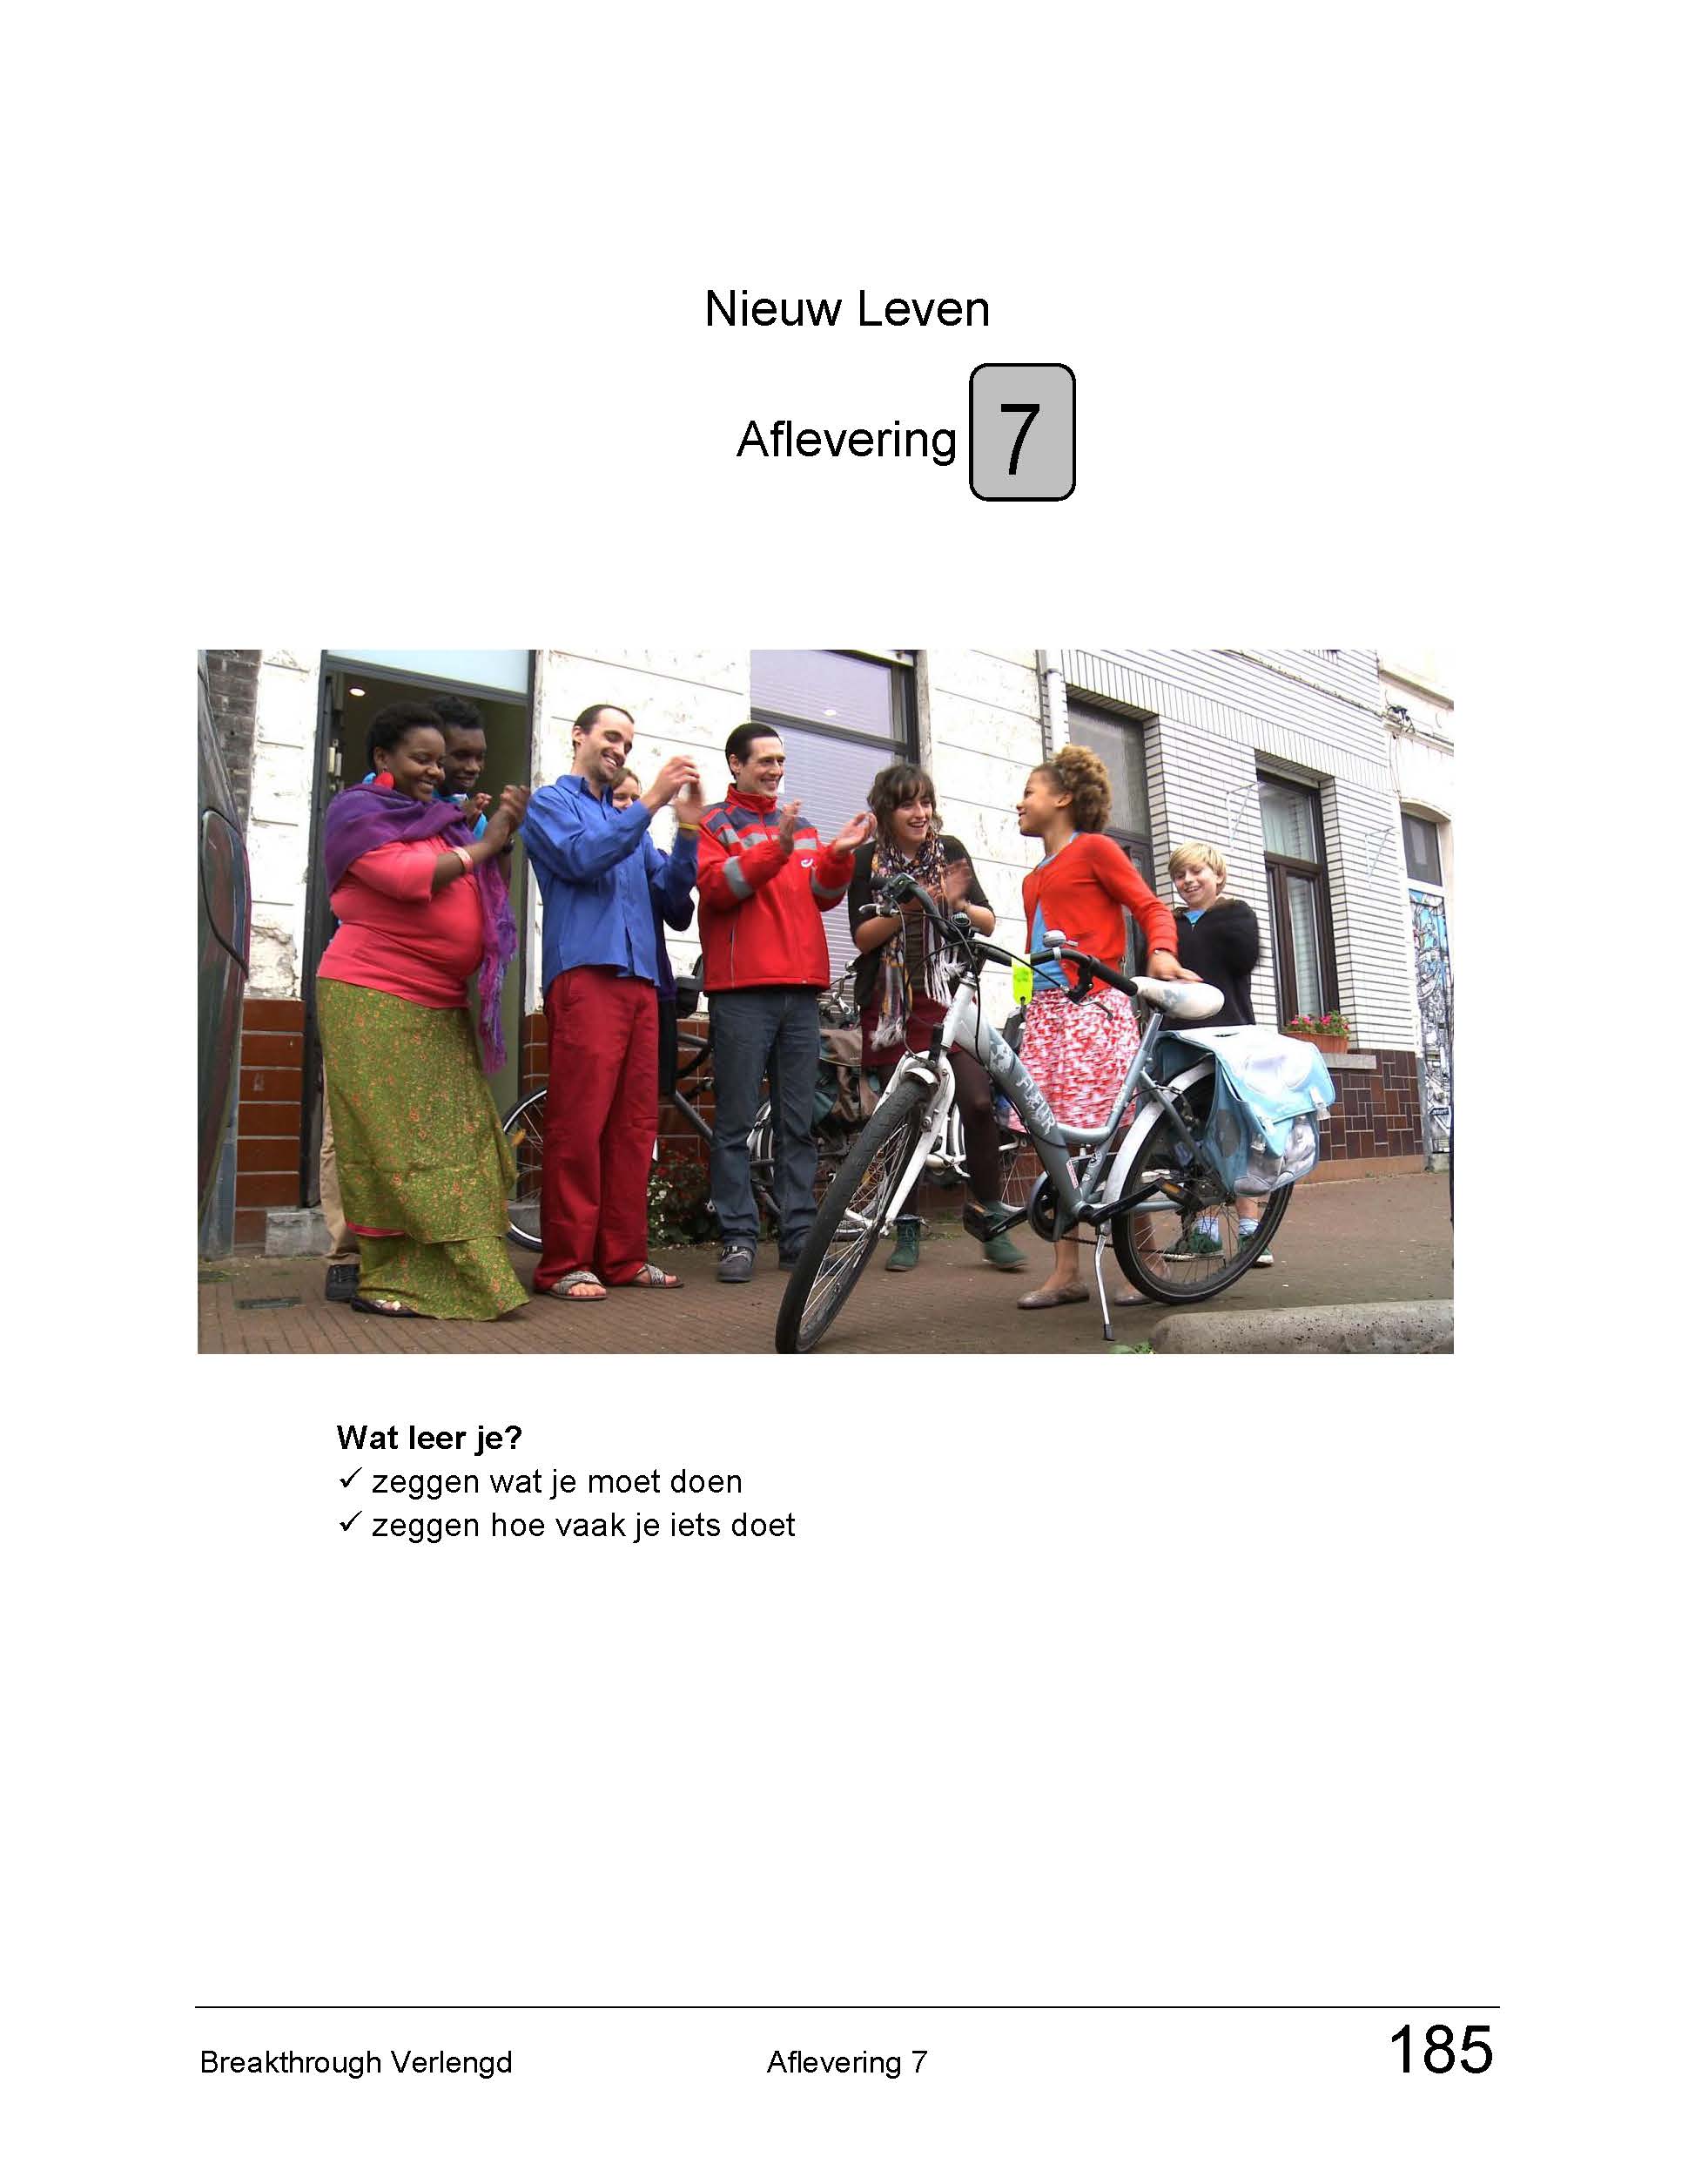 Nieuw Leven
Aflevering 7
FLEUR
Wat leer je?
✓ zeggen wat je moet doen
✓ zeggen hoe vaak je iets doet
Breakthrough Verlengd Aflevering 7 185